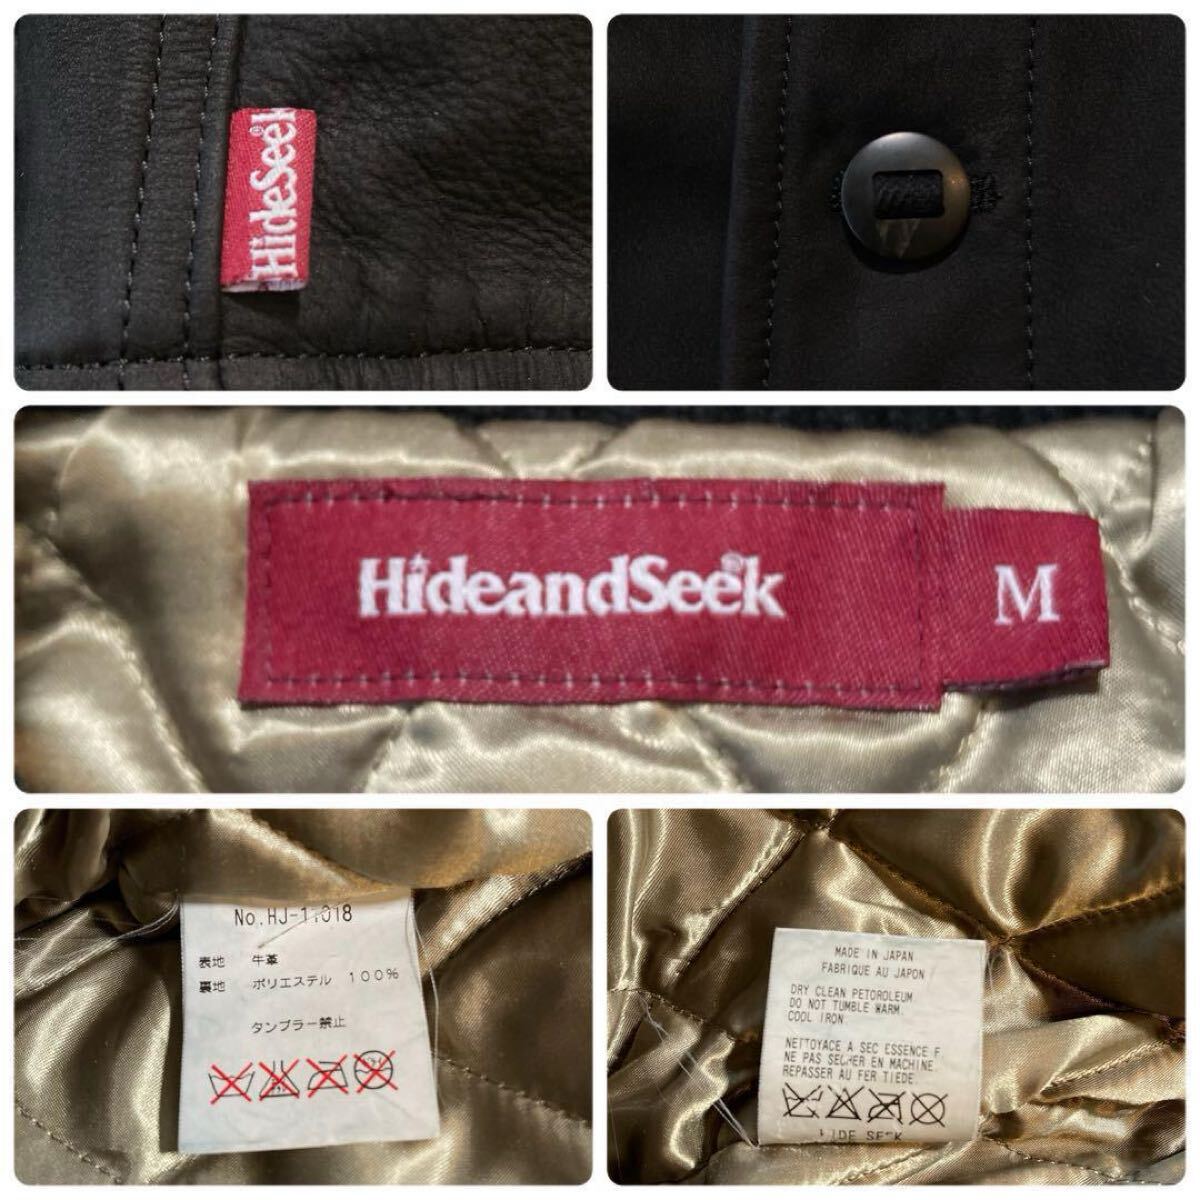 HideSeek®
HideandSeek®
M
No.HJ-11018
表地 牛革
裏地 ポリエステル 100%
タンブラー禁止
MADE IN JAPAN
FABRIQUE AU JAPON
DRY CLEAN PETOROLEUM
DO NOT TUMBLE WARM
COOL IRON
NETTOYACE A SEC ESSENCE F.
NE PAS SECHER EN MACHINE
REPASSER AU FER TIEDE.
HIDE SEEK